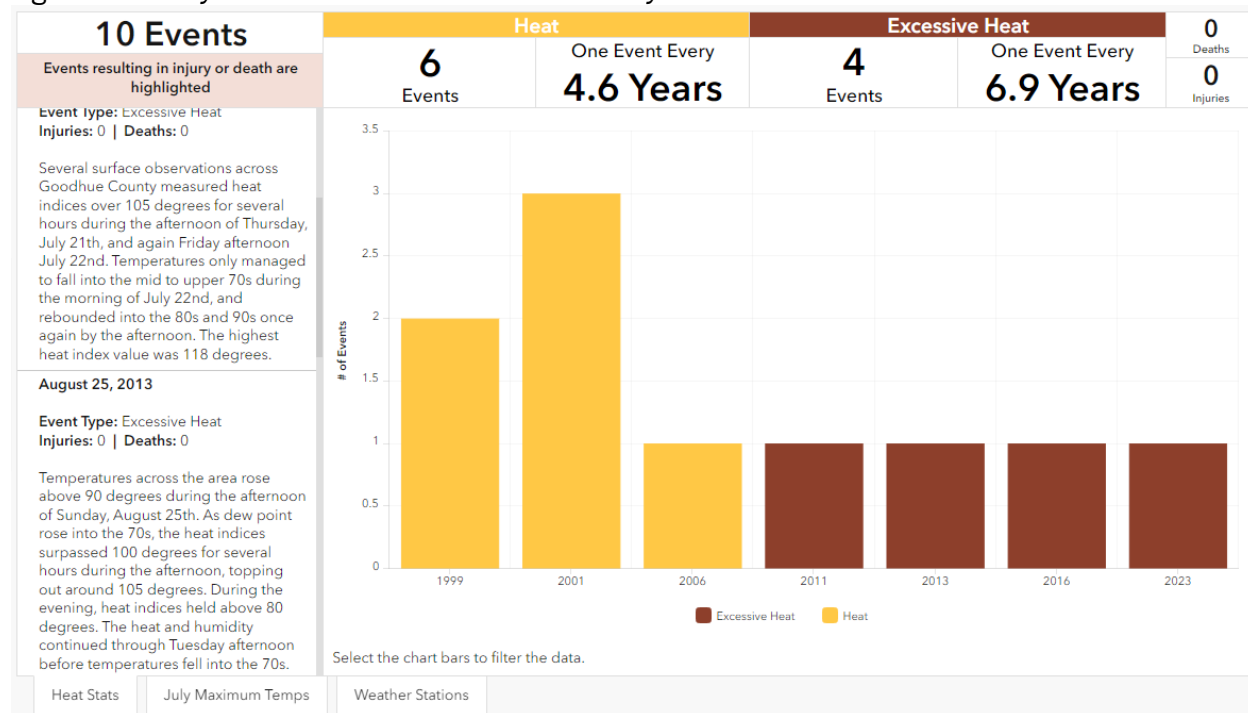 10 Events
Events resulting in injury or death are
highlighted
Event Type: Excessive Heat
Injuries: 0 | Deaths: 0
Several surface observations across
Goodhue County measured heat
indices over 105 degrees for several
hours during the afternoon of Thursday,
July 21th, and again Friday afternoon
July 22nd. Temperatures only managed
to fall into the mid to upper 70s during
the morning of July 22nd, and
rebounded into the 80s and 90s once
again by the afternoon. The highest
heat index value was 118 degrees.
August 25, 2013
Event Type: Excessive Heat
Injuries: 0 | Deaths: 0
Temperatures across the area rose
above 90 degrees during the afternoon
of Sunday, August 25th. As dew point
rose into the 70s, the heat indices
surpassed 100 degrees for several
hours during the afternoon, topping
out around 105 degrees. During the
evening, heat indices held above 80
degrees. The heat and humidity
continued through Tuesday afternoon
before temperatures fell into the 70s.
Heat
6
Events
One Event Every
4.6 Years
Excessive Heat
4
Events
One Event Every
6.9 Years
0
Deaths
0
Injuries
# of Events
3.5
3
2.5
2
1.5
1
0.5
0
1999 2001 2006 2011 2013 2016 2023
Excessive Heat Heat
Select the chart bars to filter the data.
Heat Stats July Maximum Temps Weather Stations